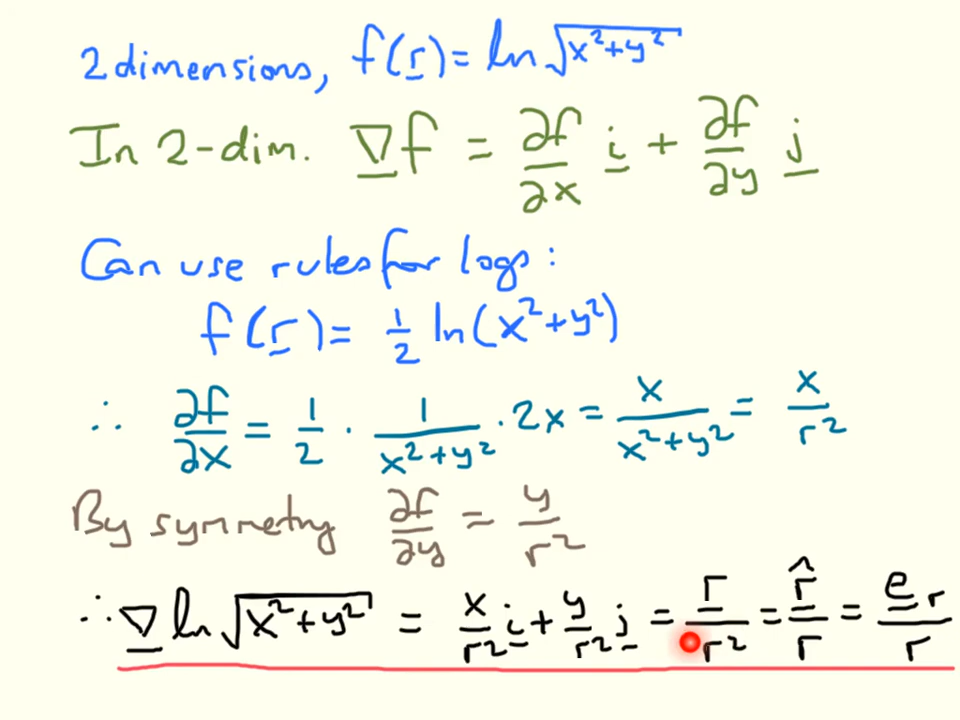 2 dimensions, f(r̲) = ln √(x²+y²)
In 2-dim. ∇̲f = ∂f/∂x i̲ + ∂f/∂y j̲
Can use rules for logs:
f(r̲) = 1/2 ln(x²+y²)
∴ ∂f/∂x = 1/2 · 1/(x²+y²) · 2x = x/(x²+y²) = x/r²
By symmetry ∂f/∂y = y/r²
∴ ∇̲ ln √(x²+y²) = x/r² i̲ + y/r² j̲ = r̲/r² = r̲̂/r = e̲r/r